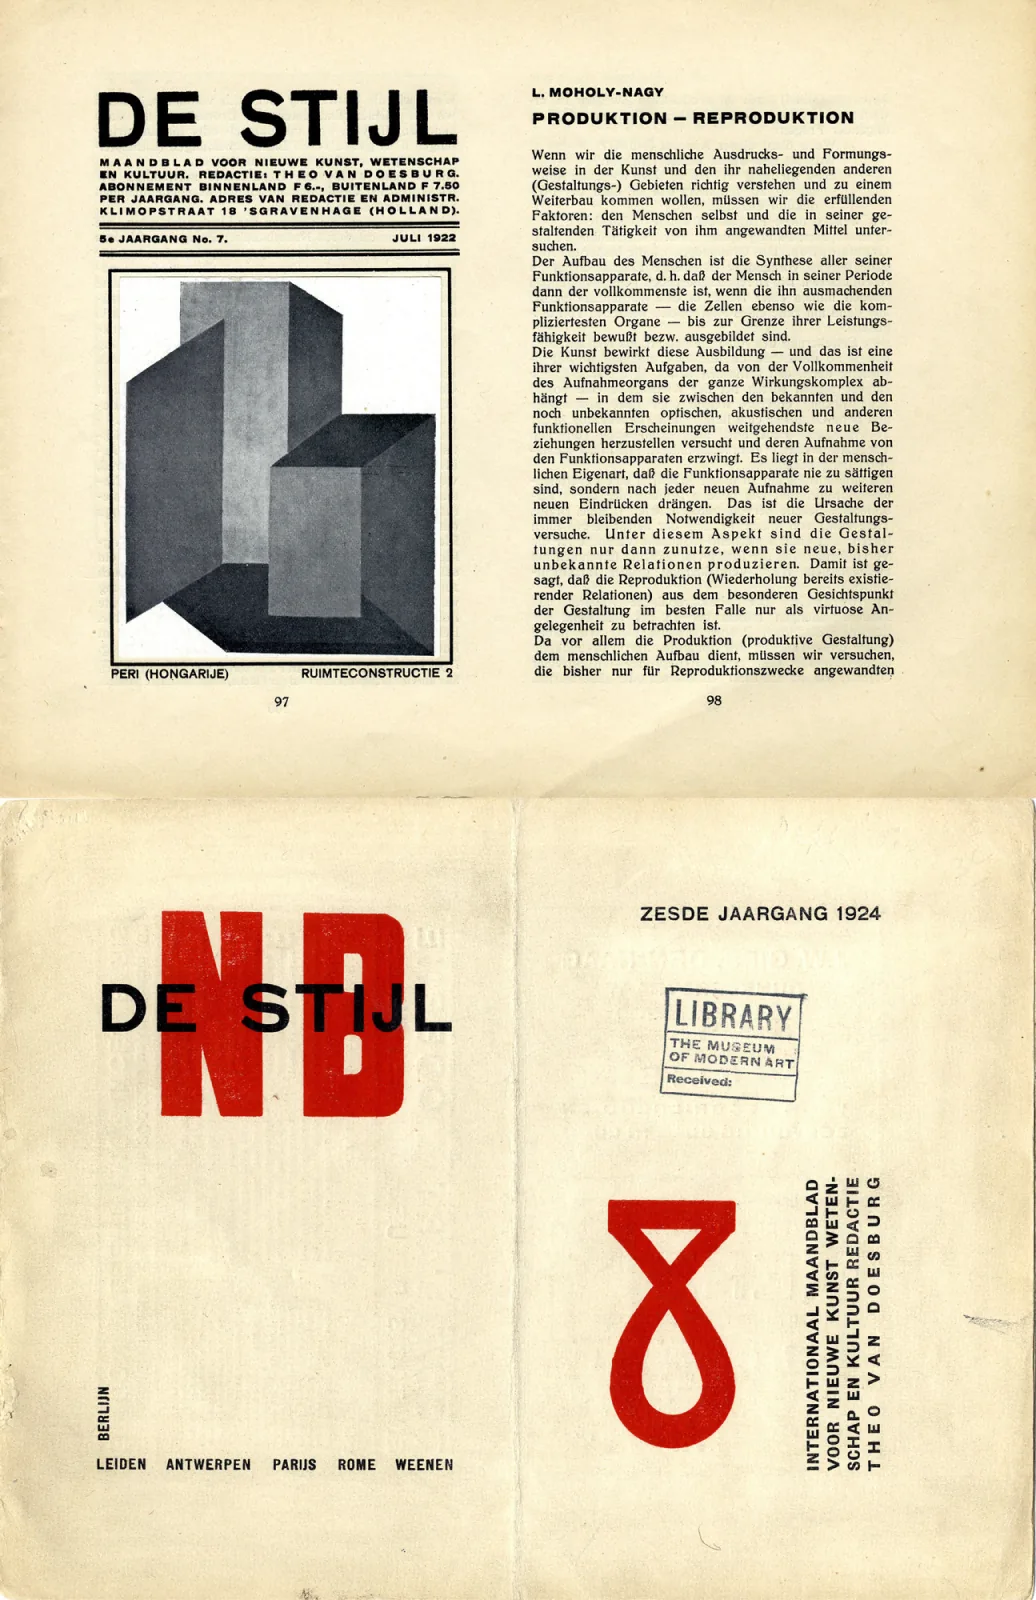 DE STIJL
MAANDBLAD VOOR NIEUWE KUNST, WETENSCHAP
EN KULTUUR. REDACTIE: THEO VAN DOESBURG.
ABONNEMENT BINNENLAND F 6.-, BUITENLAND F 7.50
PER JAARGANG. ADRES VAN REDACTIE EN ADMINISTR.
KLIMOPSTRAAT 18 'SGRAVENHAGE (HOLLAND).
5e JAARGANG No. 7. JULI 1922
PERI (HONGARIJE) RUIMTECONSTRUCTIE 2
97
L. MOHOLY-NAGY
PRODUKTION — REPRODUKTION
Wenn wir die menschliche Ausdrucks- und Formungs-
weise in der Kunst und den ihr naheliegenden anderen
(Gestaltungs-) Gebieten richtig verstehen und zu einem
Weiterbau kommen wollen, müssen wir die erfüllenden
Faktoren: den Menschen selbst und die in seiner ge-
staltenden Tätigkeit von ihm angewandten Mittel unter-
suchen.
Der Aufbau des Menschen ist die Synthese aller seiner
Funktionsapparate, d. h. daß der Mensch in seiner Periode
dann der vollkommenste ist, wenn die ihn ausmachenden
Funktionsapparate — die Zellen ebenso wie die kom-
pliziertesten Organe — bis zur Grenze ihrer Leistungs-
fähigkeit bewußt bezw. ausgebildet sind.
Die Kunst bewirkt diese Ausbildung — und das ist eine
ihrer wichtigsten Aufgaben, da von der Vollkommenheit
des Aufnahmeorgans der ganze Wirkungskomplex ab-
hängt — in dem sie zwischen den bekannten und den
noch unbekannten optischen, akustischen und anderen
funktionellen Erscheinungen weitgehendste neue Be-
ziehungen herzustellen versucht und deren Aufnahme von
den Funktionsapparaten erzwingt. Es liegt in der mensch-
lichen Eigenart, daß die Funktionsapparate nie zu sättigen
sind, sondern nach jeder neuen Aufnahme zu weiteren
neuen Eindrücken drängen. Das ist die Ursache der
immer bleibenden Notwendigkeit neuer Gestaltungs-
versuche. Unter diesem Aspekt sind die Gestal-
tungen nur dann zunutze, wenn sie neue, bisher
unbekannte Relationen produzieren. Damit ist ge-
sagt, daß die Reproduktion (Wiederholung bereits existie-
render Relationen) aus dem besonderen Gesichtspunkt
der Gestaltung im besten Falle nur als virtuose An-
gelegenheit zu betrachten ist.
Da vor allem die Produktion (produktive Gestaltung)
dem menschlichen Aufbau dient, müssen wir versuchen,
die bisher nur für Reproduktionszwecke angewandten
98
NB
DE STIJL
BERLIJN
LEIDEN ANTWERPEN PARIJS ROME WEENEN
ZESDE JAARGANG 1924
LIBRARY
THE MUSEUM
OF MODERN ART
Received:
8
INTERNATIONAAL MAANDBLAD
VOOR NIEUWE KUNST WETEN-
SCHAP EN KULTUUR REDACTIE
THEO VAN DOESBURG